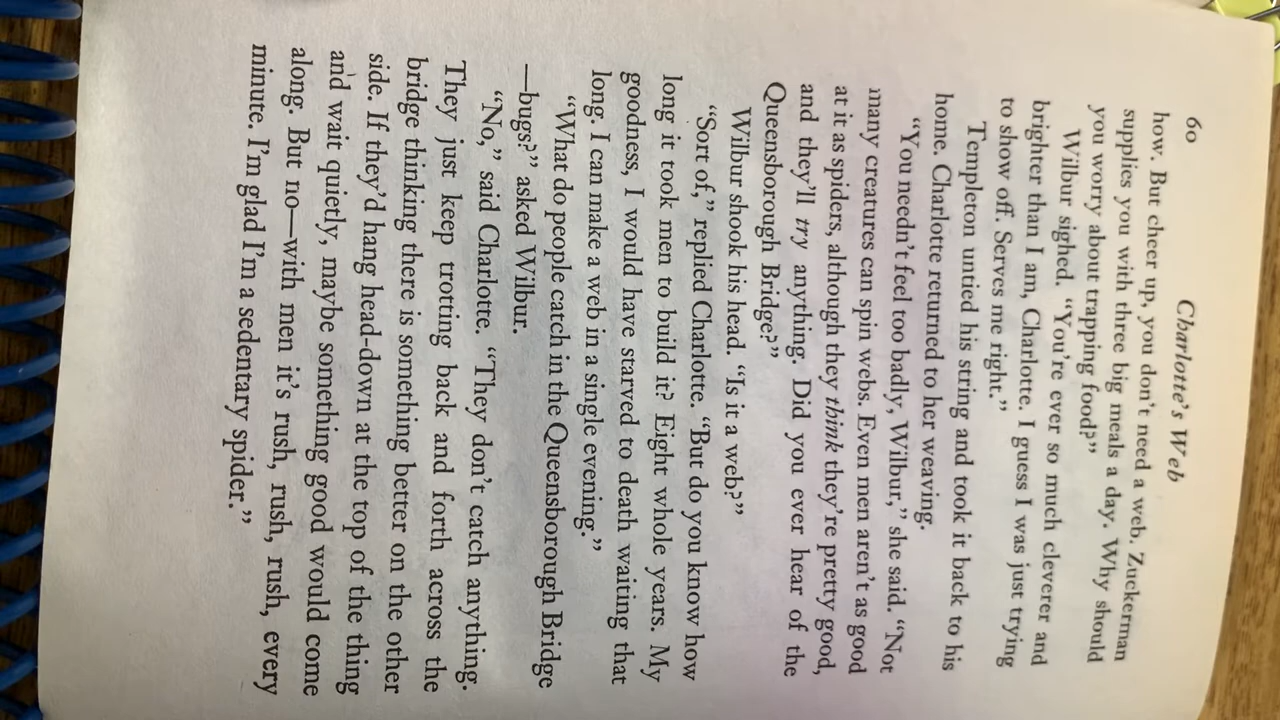 60
Charlotte's Web
how. But cheer up, you don't need a web. Zuckerman
supplies you with three big meals a day. Why should
you worry about trapping food?"
Wilbur sighed. "You're ever so much cleverer and
brighter than I am, Charlotte. I guess I was just trying
to show off. Serves me right."
Templeton untied his string and took it back to his
home. Charlotte returned to her weaving.
"You needn't feel too badly, Wilbur," she said. "Not
many creatures can spin webs. Even men aren't as good
at it as spiders, although they think they're pretty good,
and they'll try anything. Did you ever hear of the
Queensborough Bridge?"
Wilbur shook his head. "Is it a web?"
"Sort of," replied Charlotte. "But do you know how
long it took men to build it? Eight whole years. My
goodness, I would have starved to death waiting that
long. I can make a web in a single evening."
"What do people catch in the Queensborough Bridge
—bugs?" asked Wilbur.
"No," said Charlotte. "They don't catch anything.
They just keep trotting back and forth across the
bridge thinking there is something better on the other
side. If they'd hang head-down at the top of the thing
and wait quietly, maybe something good would come
along. But no—with men it's rush, rush, rush, every
minute. I'm glad I'm a sedentary spider."